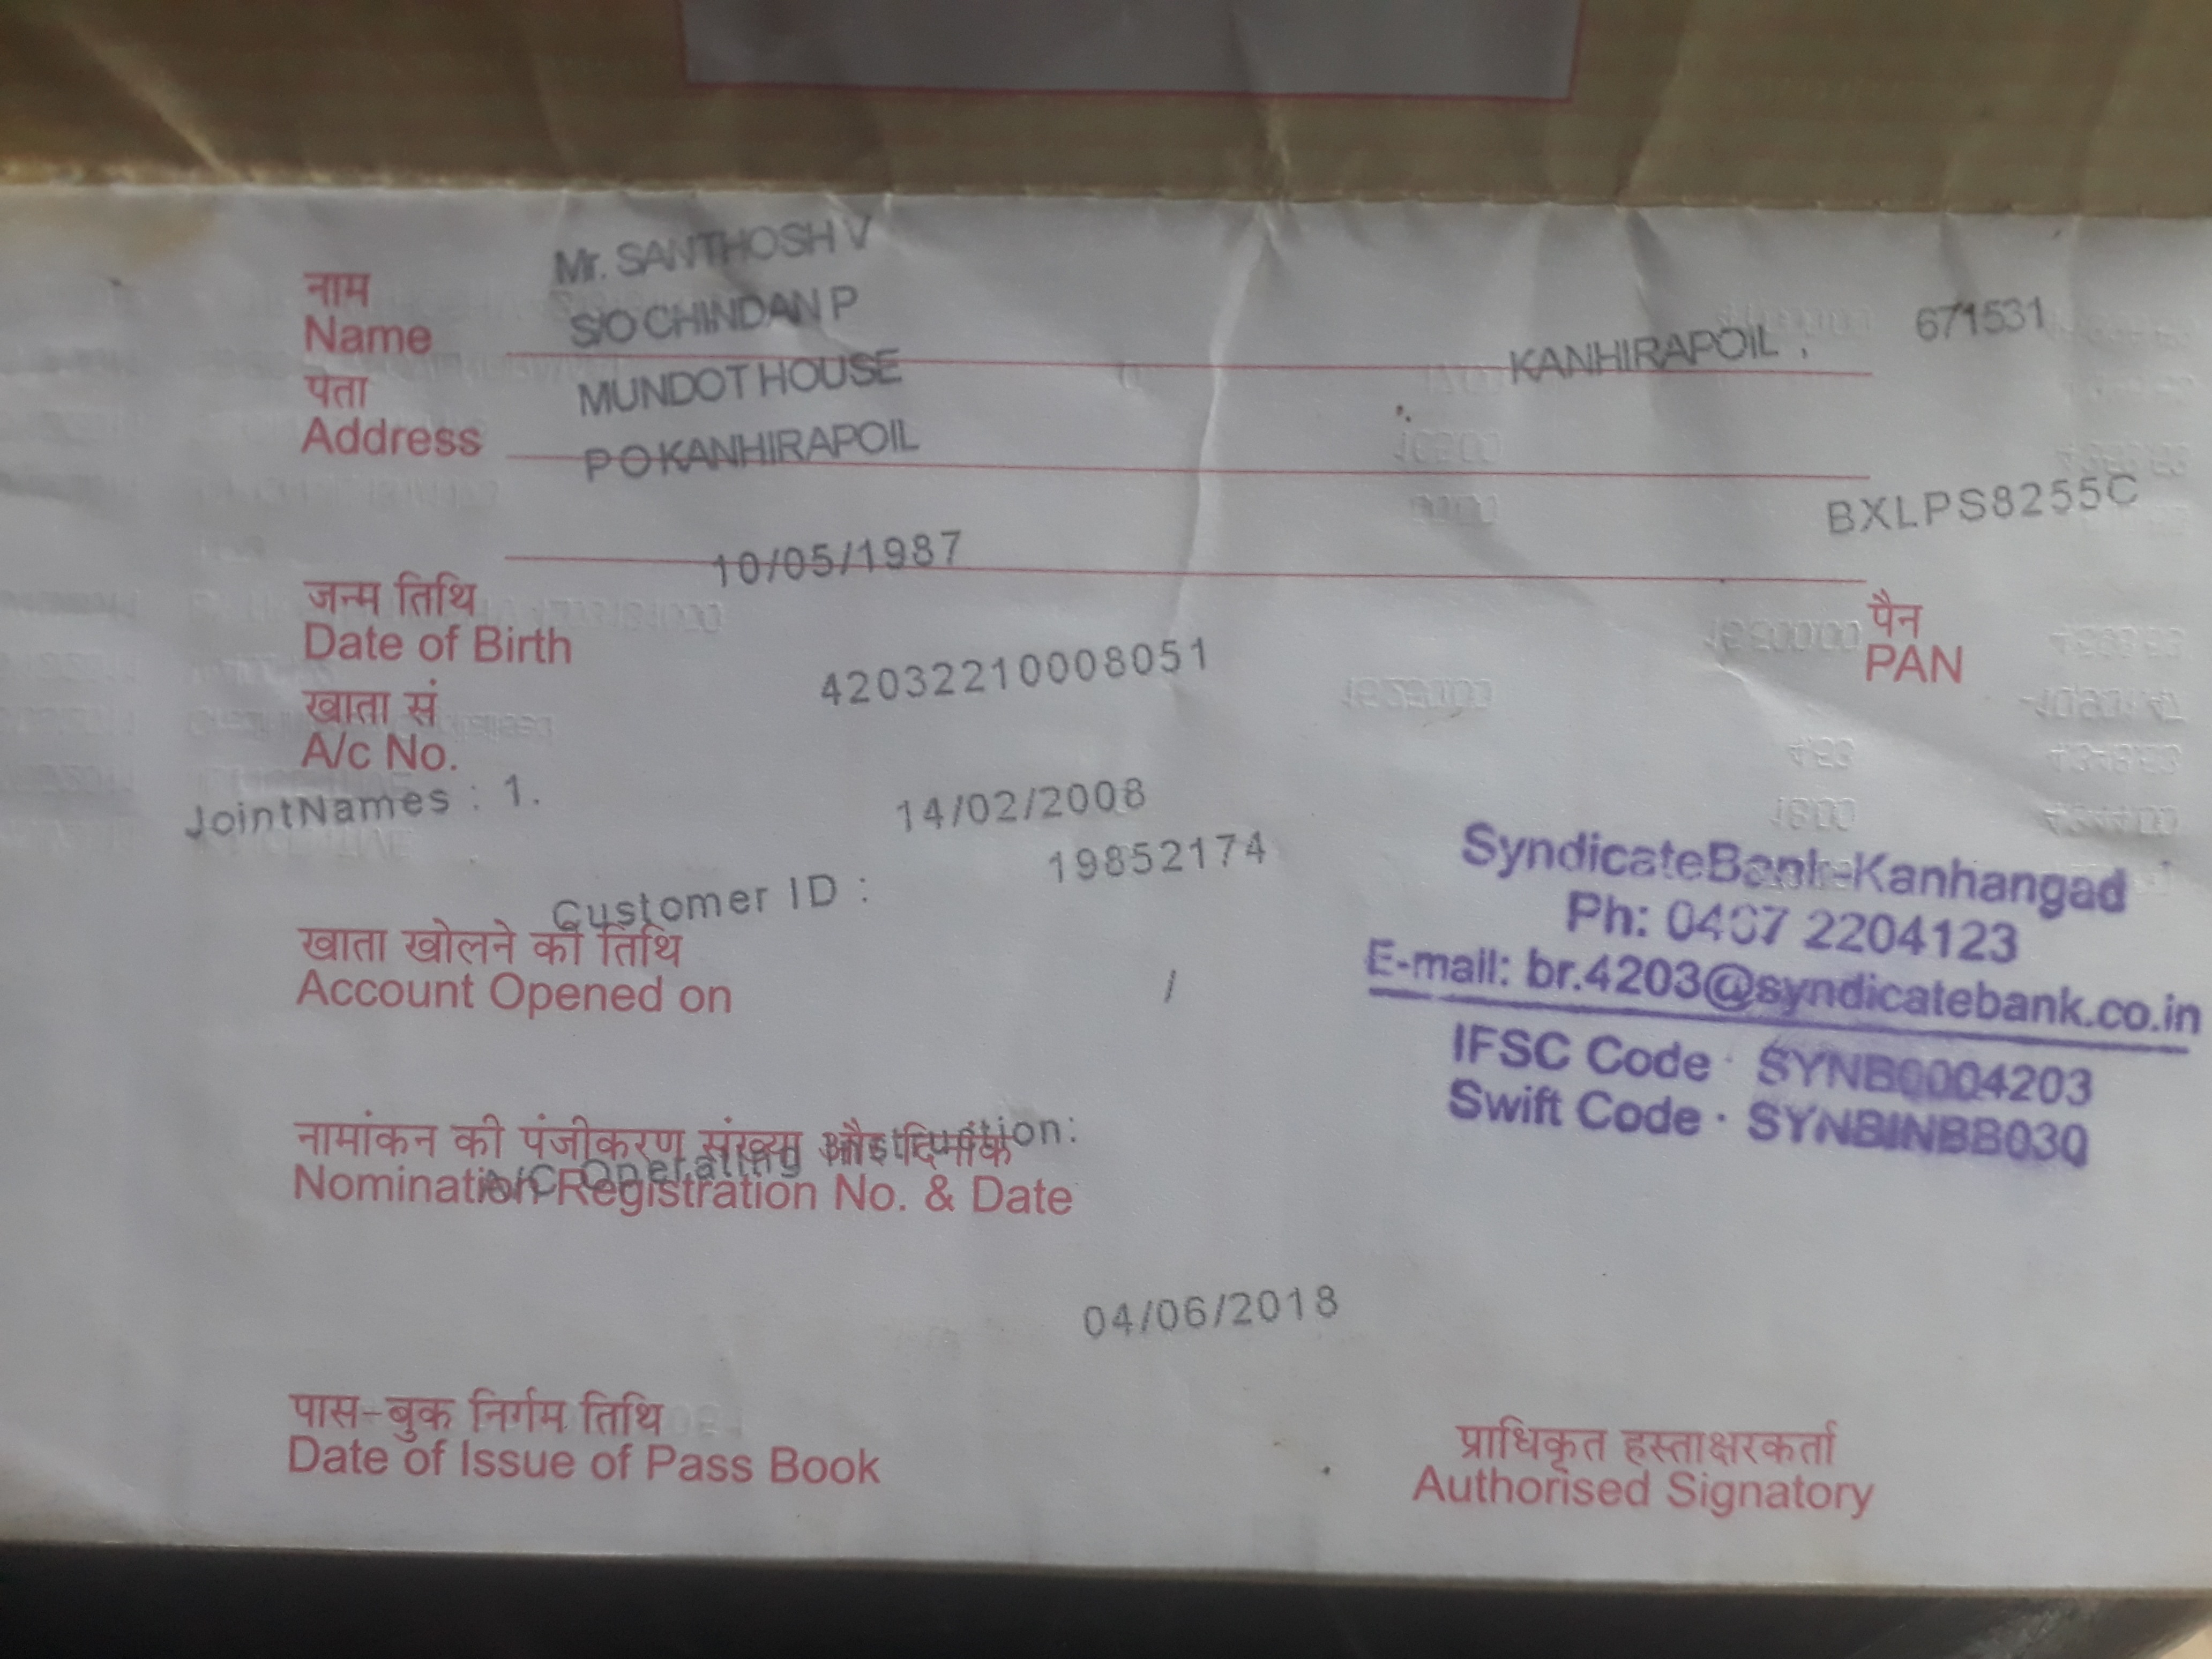 Mr. SANTHOSH V
नाम
Name
SO CHINDAN P
671531
पता
MUNDOT HOUSE
KANHIRAPOIL,
Address
PO KANHIRAPOIL
BXLPS8255C
10/05/1987
जन्म तिथि
Date of Birth
पैन
PAN
खाता सं
A/c No.
42032210008051
JointNames : 1.
14/02/2008
Customer ID :
19852174
खाता खोलने की तिथि
Account Opened on
SyndicateBank-Kanhangad
Ph: 0467 2204123
E-mail: br.4203@syndicatebank.co.in
IFSC Code : SYNB0004203
Swift Code : SYNBINBB030
/
नामांकन की पंजीकरण संख्या और दिनांक
Nomination Registration No. & Date
A/C Operating Instruction:
04/06/2018
पास-बुक निर्गम तिथि
Date of Issue of Pass Book
प्राधिकृत हस्ताक्षरकर्ता
Authorised Signatory